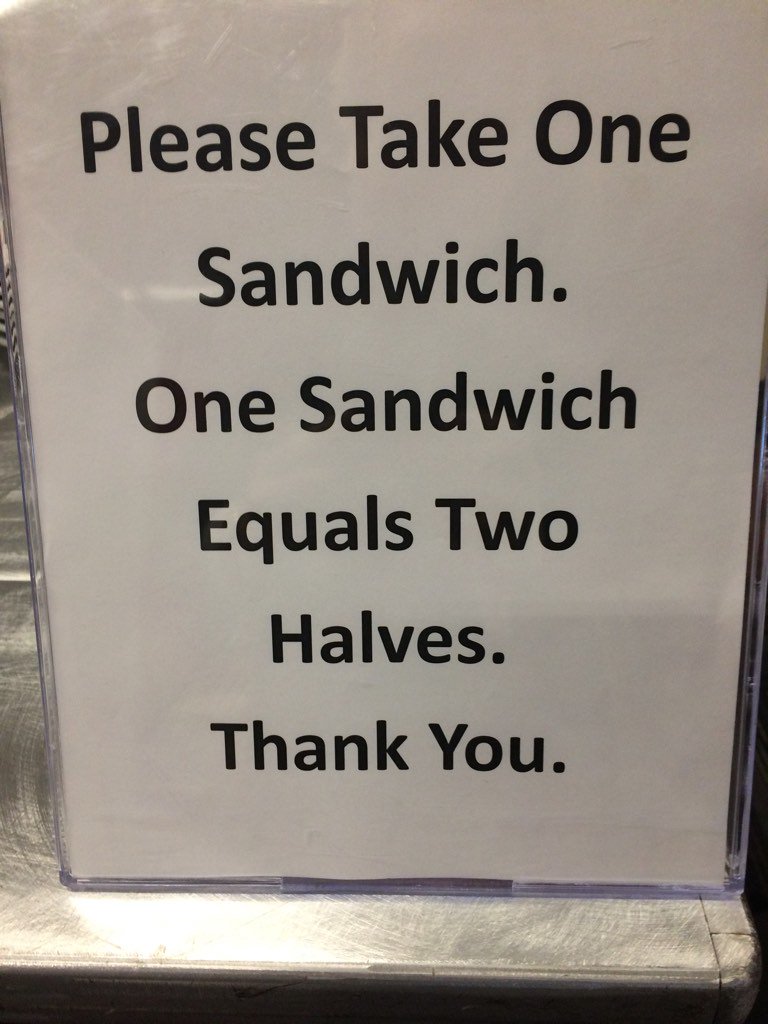 Please Take One
Sandwich.
One Sandwich
Equals Two
Halves.
Thank You.